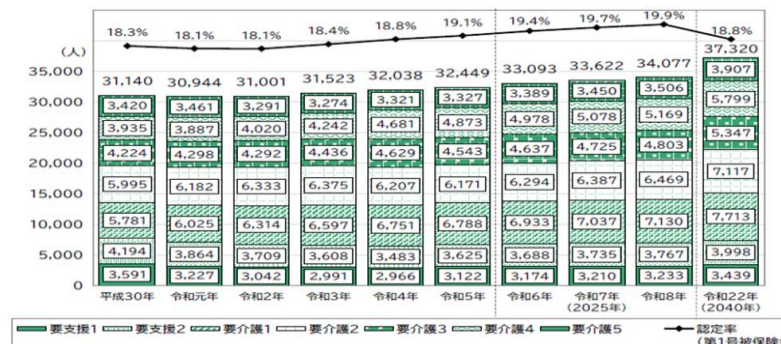 18.3% 18.1% 18.1% 18.4% 18.8% 19.1% 19.4% 19.7% 19.9% 18.8%
(人)
31,140 30,944 31,001 31,523 32,038 32,449 33,093 33,622 34,077 37,320
35,000
30,000
25,000
20,000
15,000
10,000
5,000
0
3,420 3,461 3,291 3,274 3,321 3,327 3,389 3,450 3,506 3,907
3,935 3,887 4,020 4,242 4,681 4,873 4,978 5,078 5,169 5,799
4,224 4,298 4,292 4,436 4,629 4,543 4,637 4,725 4,803 5,347
5,995 6,182 6,333 6,375 6,207 6,171 6,294 6,387 6,469 7,117
5,781 6,025 6,314 6,597 6,751 6,788 6,933 7,037 7,130 7,713
4,194 3,864 3,709 3,608 3,483 3,625 3,688 3,735 3,767 3,998
3,591 3,227 3,042 2,991 2,966 3,122 3,174 3,210 3,233 3,439
平成30年 令和元年 令和2年 令和3年 令和4年 令和5年 令和6年 令和7年 令和8年 令和22年
(2025年) (2040年)
要支援1 要支援2 要介護1 要介護2 要介護3 要介護4 要介護5 認定率
(第1号被保険